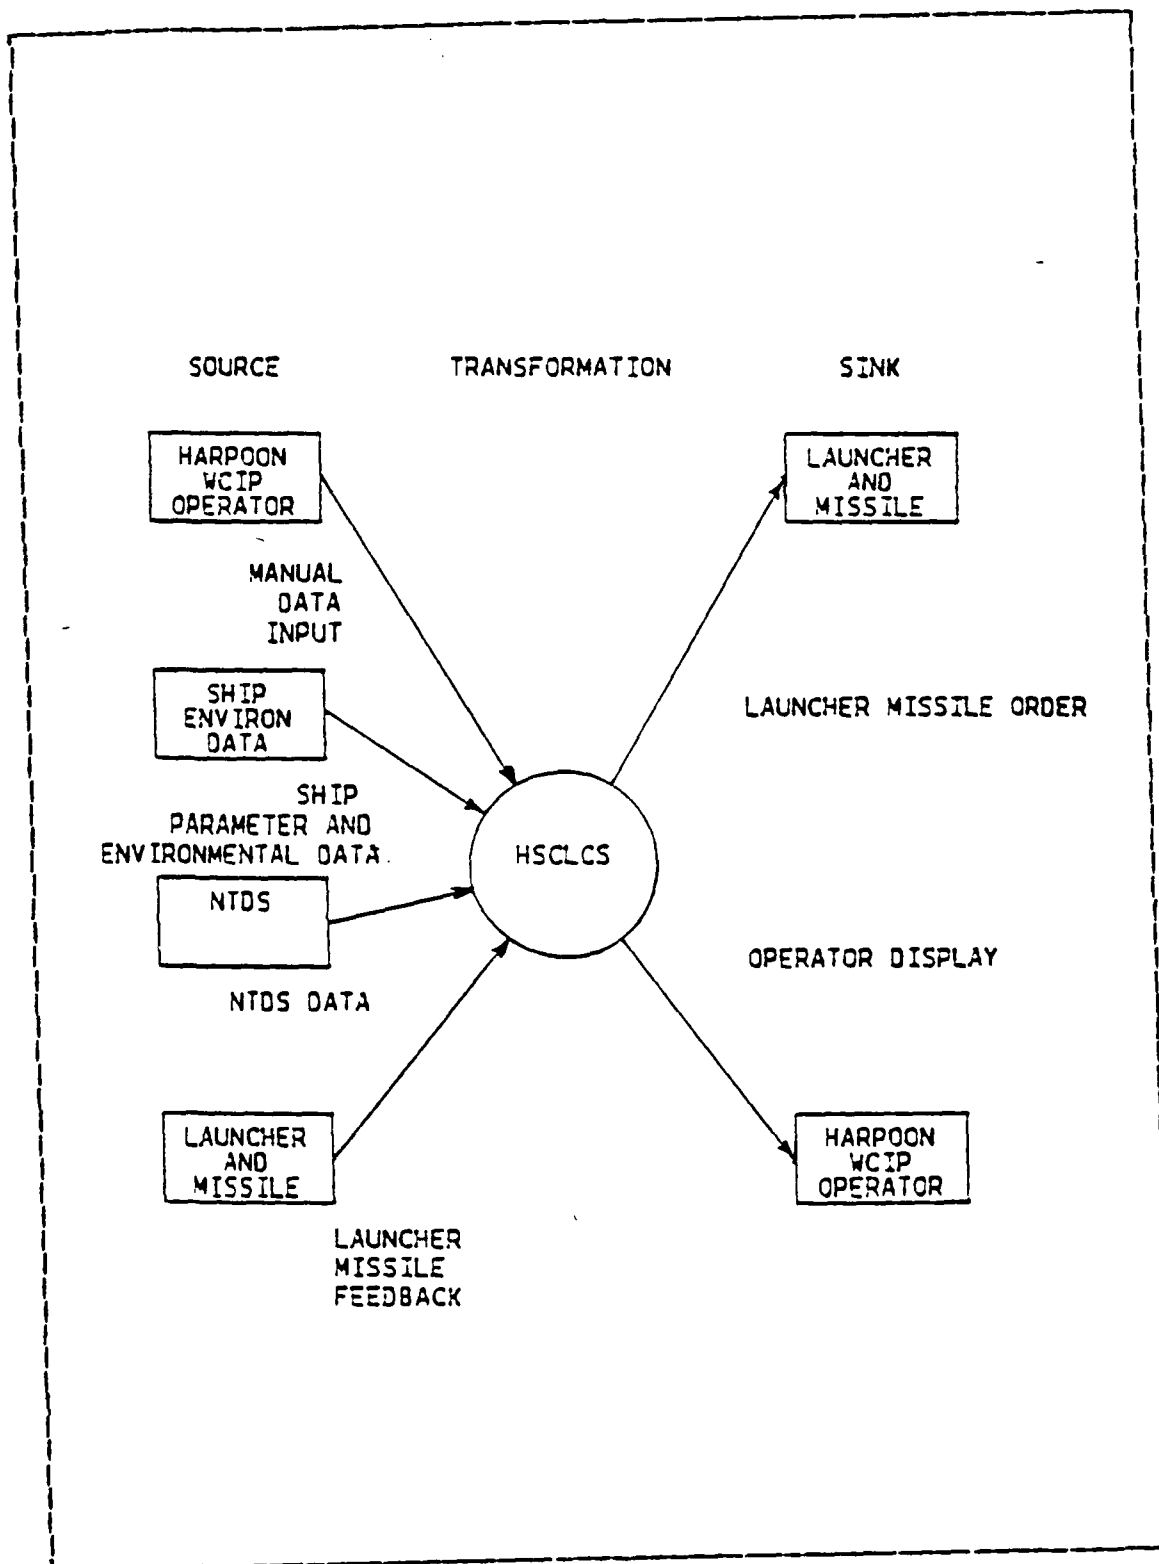 SOURCE
TRANSFORMATION
SINK
HARPOON
WCIP
OPERATOR
LAUNCHER
AND
MISSILE
MANUAL
DATA
INPUT
SHIP
ENVIRON
DATA
LAUNCHER MISSILE ORDER
SHIP
PARAMETER AND
ENVIRONMENTAL DATA
HSCLCS
NTDS
OPERATOR DISPLAY
NTDS DATA
LAUNCHER
AND
MISSILE
HARPOON
WCIP
OPERATOR
LAUNCHER
MISSILE
FEEDBACK